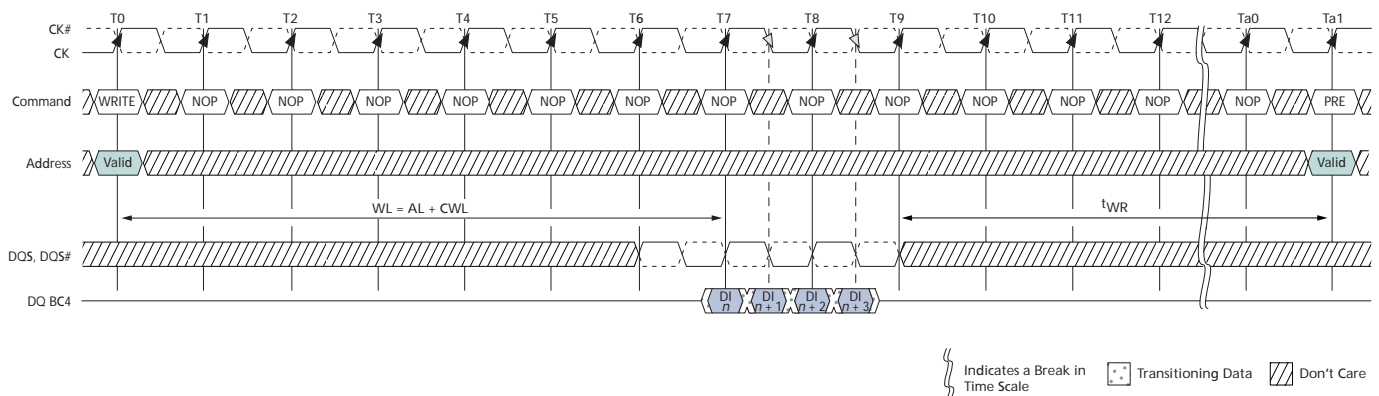 T0 T1 T2 T3 T4 T5 T6 T7 T8 T9 T10 T11 T12 Ta0 Ta1
CK#
CK
Command WRITE NOP NOP NOP NOP NOP NOP NOP NOP NOP NOP NOP NOP NOP PRE
Address Valid Valid
WL = AL + CWL tWR
DQS, DQS#
DQ BC4 DI n DI n + 1 DI n + 2 DI n + 3
Indicates a Break in
Time Scale
Transitioning Data
Don't Care